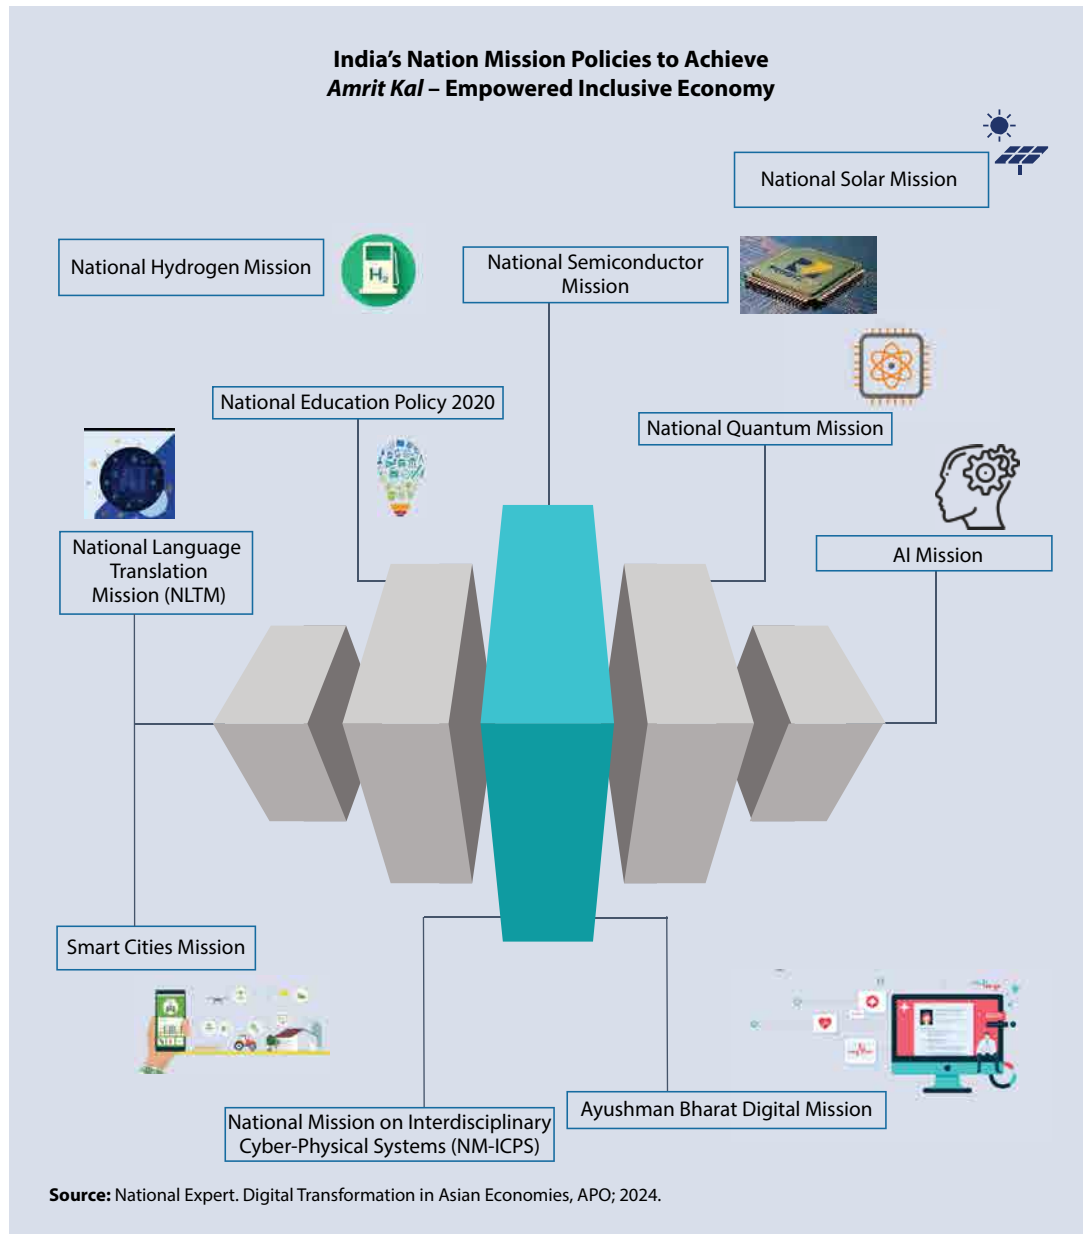 India’s Nation Mission Policies to Achieve
Amrit Kal – Empowered Inclusive Economy
National Solar Mission
National Hydrogen Mission
H₂
National Semiconductor
Mission
National Education Policy 2020
National Quantum Mission
National Language
Translation
Mission (NLTM)
AI Mission
Smart Cities Mission
National Mission on Interdisciplinary
Cyber-Physical Systems (NM-ICPS)
Ayushman Bharat Digital Mission
Source: National Expert. Digital Transformation in Asian Economies, APO; 2024.